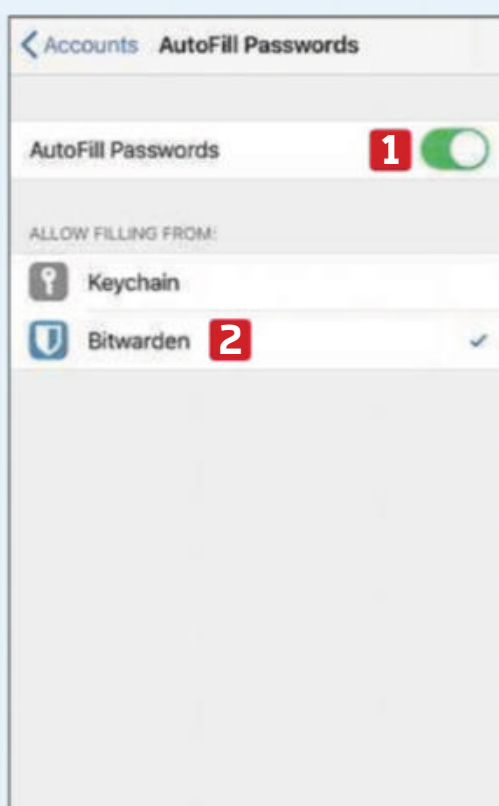 Accounts AutoFill Passwords
AutoFill Passwords 1
ALLOW FILLING FROM:
Keychain
Bitwarden 2